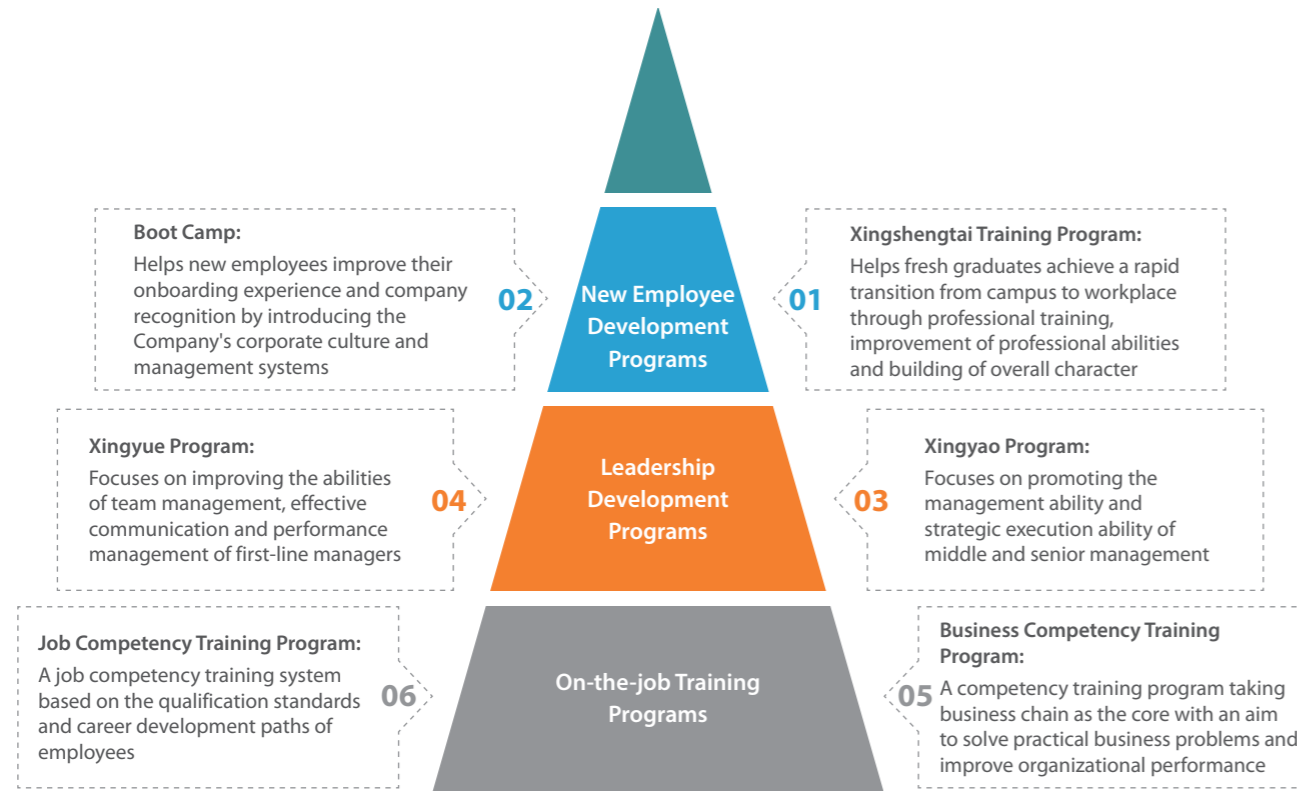 Boot Camp:
Helps new employees improve their
onboarding experience and company
recognition by introducing the
Company's corporate culture and
management systems
02
New Employee
Development
Programs
01
Xingshengtai Training Program:
Helps fresh graduates achieve a rapid
transition from campus to workplace
through professional training,
improvement of professional abilities
and building of overall character
Xingyue Program:
Focuses on improving the abilities
of team management, effective
communication and performance
management of first-line managers
04
Leadership
Development
Programs
03
Xingyao Program:
Focuses on promoting the
management ability and
strategic execution ability of
middle and senior management
Job Competency Training Program:
A job competency training system
based on the qualification standards
and career development paths of
employees
06
On-the-job Training
Programs
05
Business Competency Training
Program:
A competency training program taking
business chain as the core with an aim
to solve practical business problems and
improve organizational performance